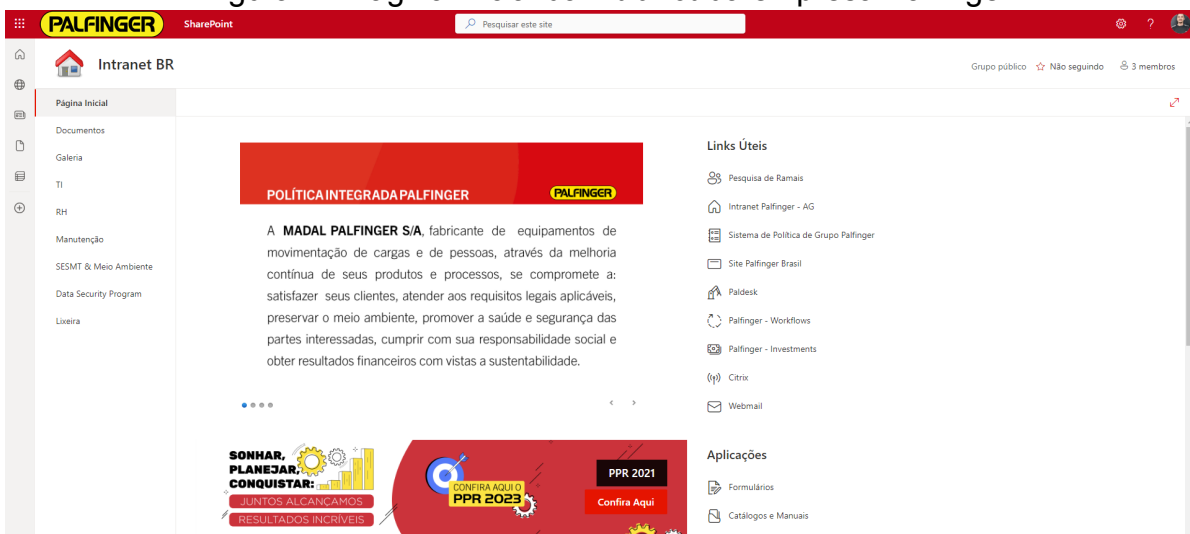 PALFINGER
SharePoint
Pesquisar este site
?
Intranet BR
Grupo público
Não seguindo
3 membros
Página Inicial
Documentos
Galeria
TI
RH
Manutenção
SESMT & Meio Ambiente
Data Security Program
Lixeira
POLÍTICA INTEGRADA PALFINGER
PALFINGER
A MADAL PALFINGER S/A, fabricante de equipamentos de
movimentação de cargas e de pessoas, através da melhoria
contínua de seus produtos e processos, se compromete a:
satisfazer seus clientes, atender aos requisitos legais aplicáveis,
preservar o meio ambiente, promover a saúde e segurança das
partes interessadas, cumprir com sua responsabilidade social e
obter resultados financeiros com vistas a sustentabilidade.
SONHAR,
PLANEJAR,
CONQUISTAR:
JUNTOS ALCANÇAMOS
RESULTADOS INCRÍVEIS
CONFIRA AQUI O
PPR 2023
PPR 2021
Confira Aqui
Links Úteis
Pesquisa de Ramais
Intranet Palfinger - AG
Sistema de Política de Grupo Palfinger
Site Palfinger Brasil
Paldesk
Palfinger - Workflows
Palfinger - Investments
Citrix
Webmail
Aplicações
Formulários
Catálogos e Manuais